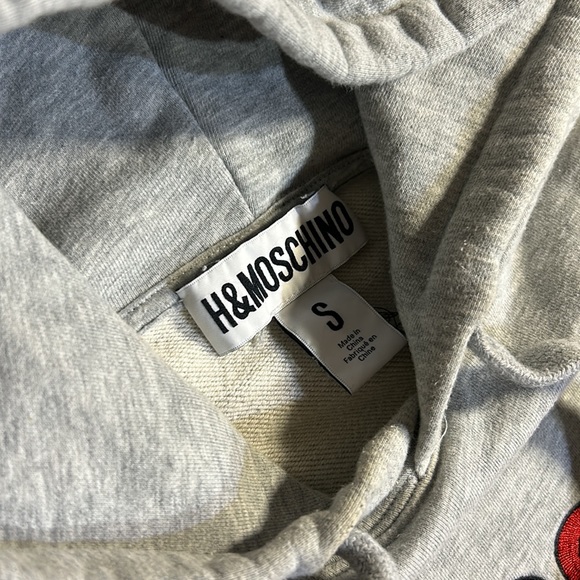 H&MOSCHINO
S
Made in
China
Fabriqué en
Chine